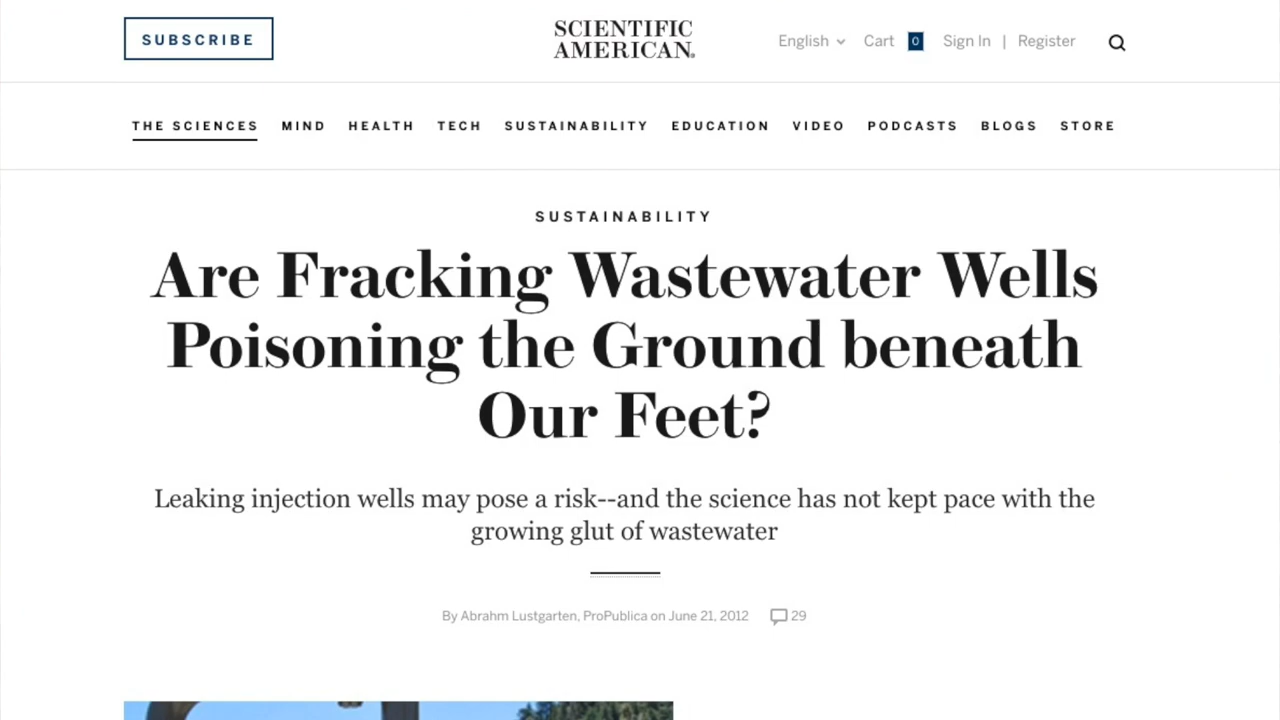 SUBSCRIBE
SCIENTIFIC
AMERICAN®
English
Cart 0
Sign In | Register
THE SCIENCES MIND HEALTH TECH SUSTAINABILITY EDUCATION VIDEO PODCASTS BLOGS STORE
SUSTAINABILITY
Are Fracking Wastewater Wells
Poisoning the Ground beneath
Our Feet?
Leaking injection wells may pose a risk--and the science has not kept pace with the
growing glut of wastewater
By Abrahm Lustgarten, ProPublica on June 21, 2012
29